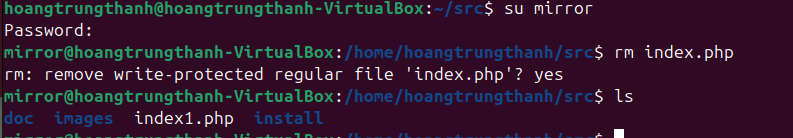 hoangtrungthanh@hoangtrungthanh-VirtualBox:~/src$ su mirror
Password:
mirror@hoangtrungthanh-VirtualBox:/home/hoangtrungthanh/src$ rm index.php
rm: remove write-protected regular file 'index.php'? yes
mirror@hoangtrungthanh-VirtualBox:/home/hoangtrungthanh/src$ ls
doc  images  index1.php  install